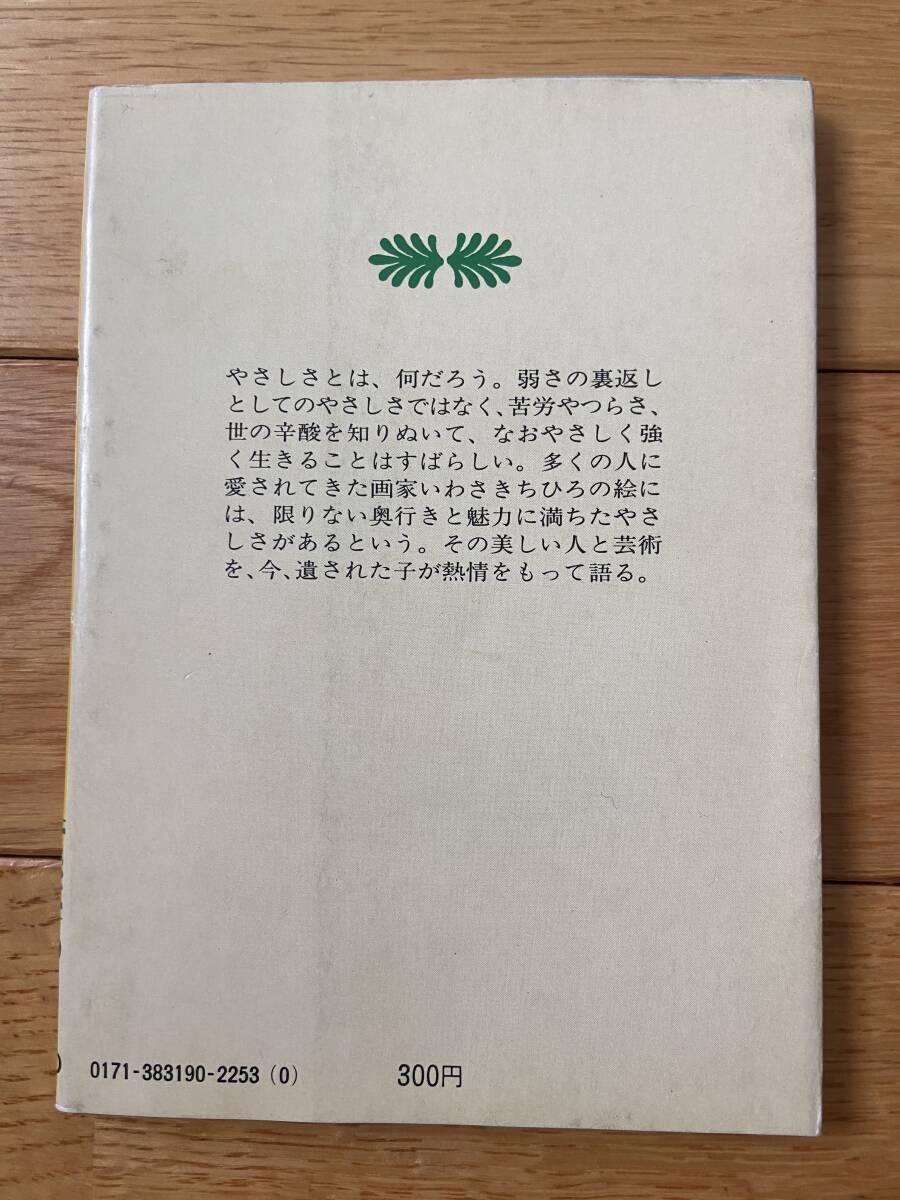 やさしさとは、何だろう。弱さの裏返し
としてのやさしさではなく、苦労やつらさ、
世の辛酸を知りぬいて、なおやさしく強
く生きることはすばらしい。多くの人に
愛されてきた画家いわさきちひろの絵に
は、限りない奥行きと魅力に満ちたやさ
しさがあるという。その美しい人と芸術
を、今、遺された子が熱情をもって語る。
0171-383190-2253(0)
300円